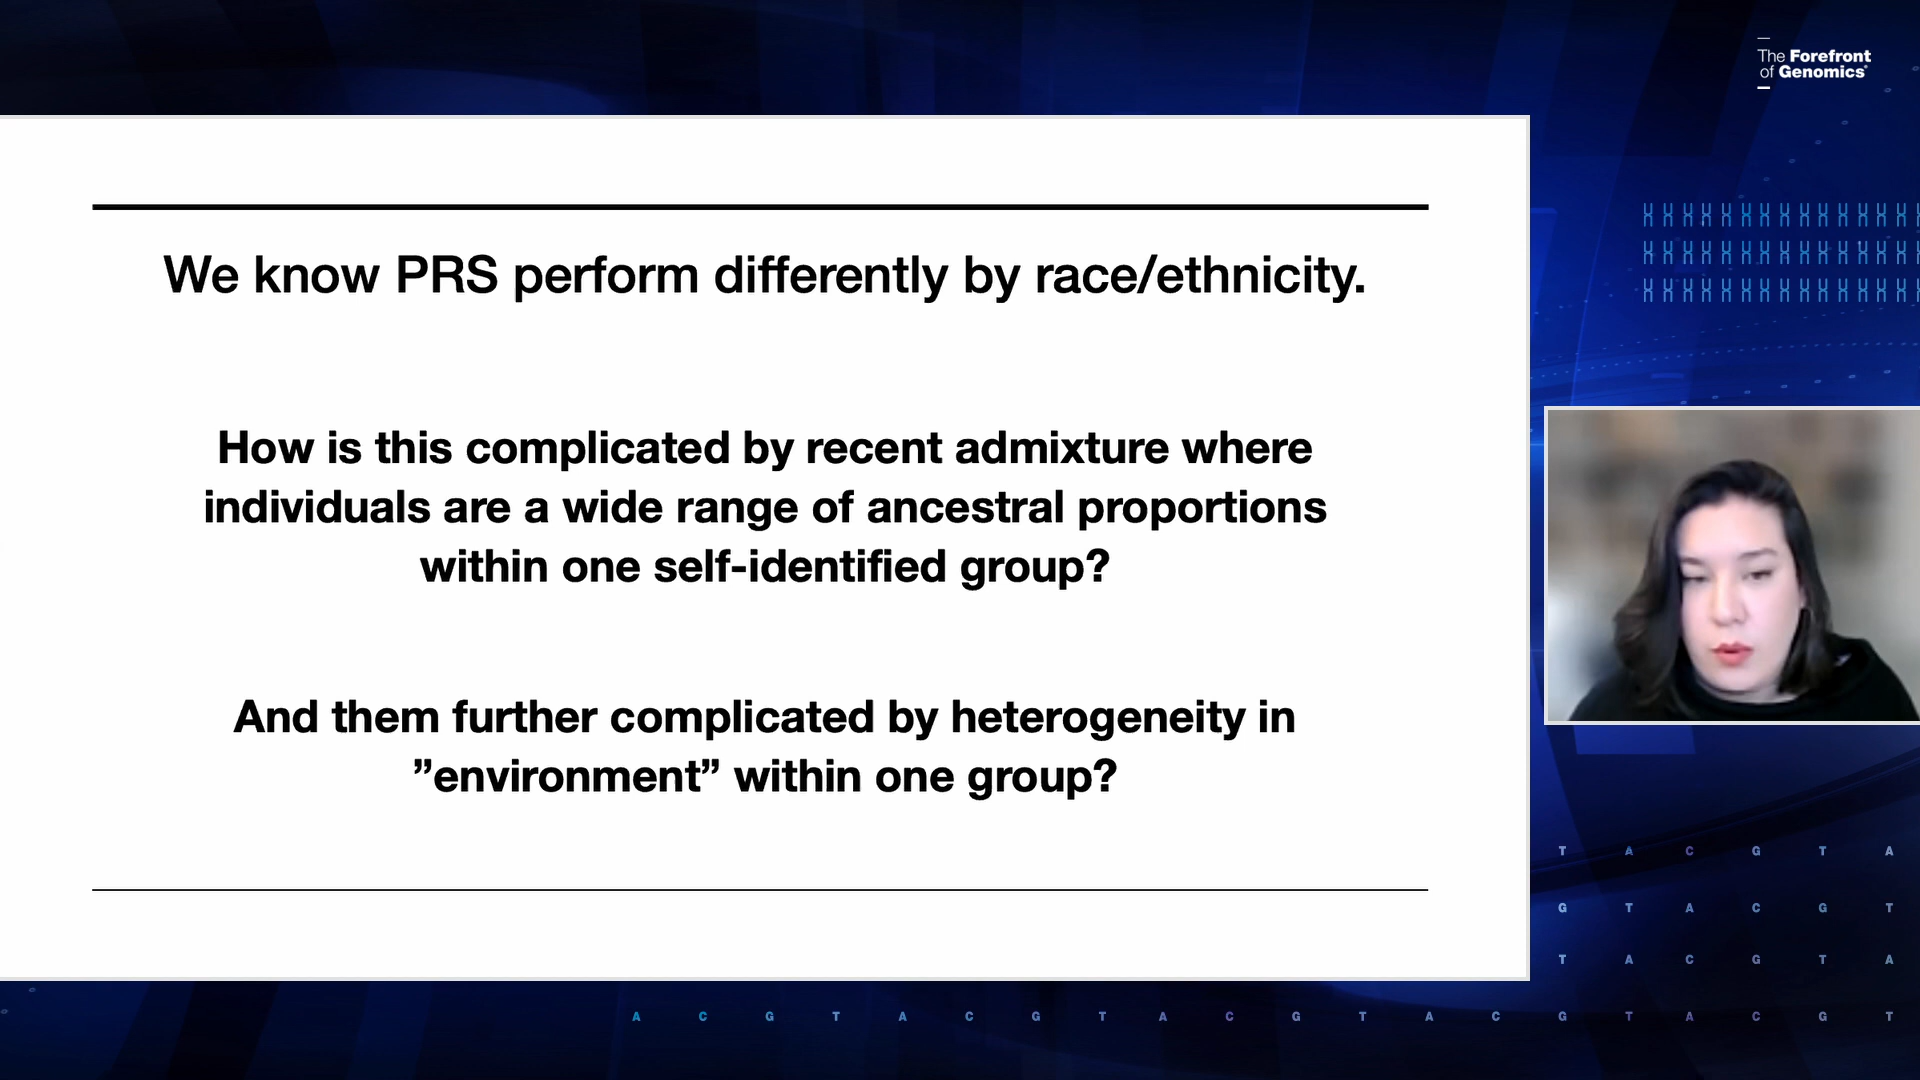 The Forefront
of Genomics®
We know PRS perform differently by race/ethnicity.
How is this complicated by recent admixture where
individuals are a wide range of ancestral proportions
within one self-identified group?
And them further complicated by heterogeneity in
”environment” within one group?
T A C G T A
G T A C G T
T A C G T A
A C G T A C G T A C G T A C G T A C G T